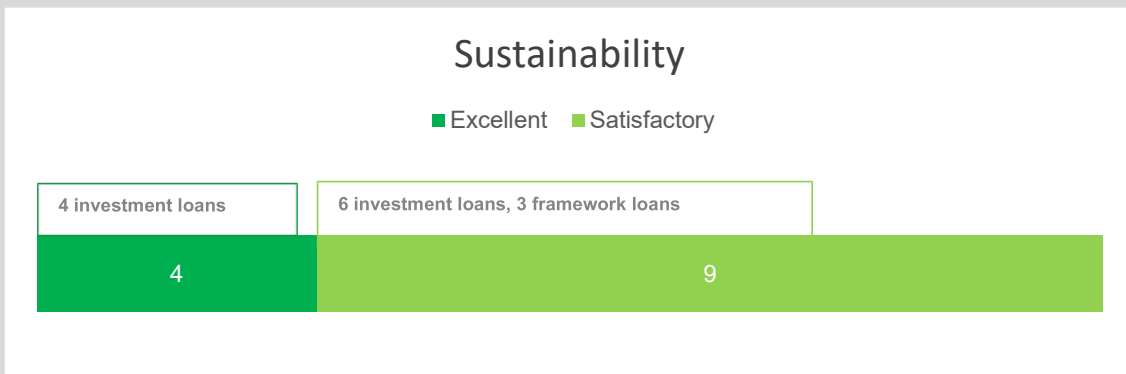 Sustainability
Excellent Satisfactory
4 investment loans
6 investment loans, 3 framework loans
4
9